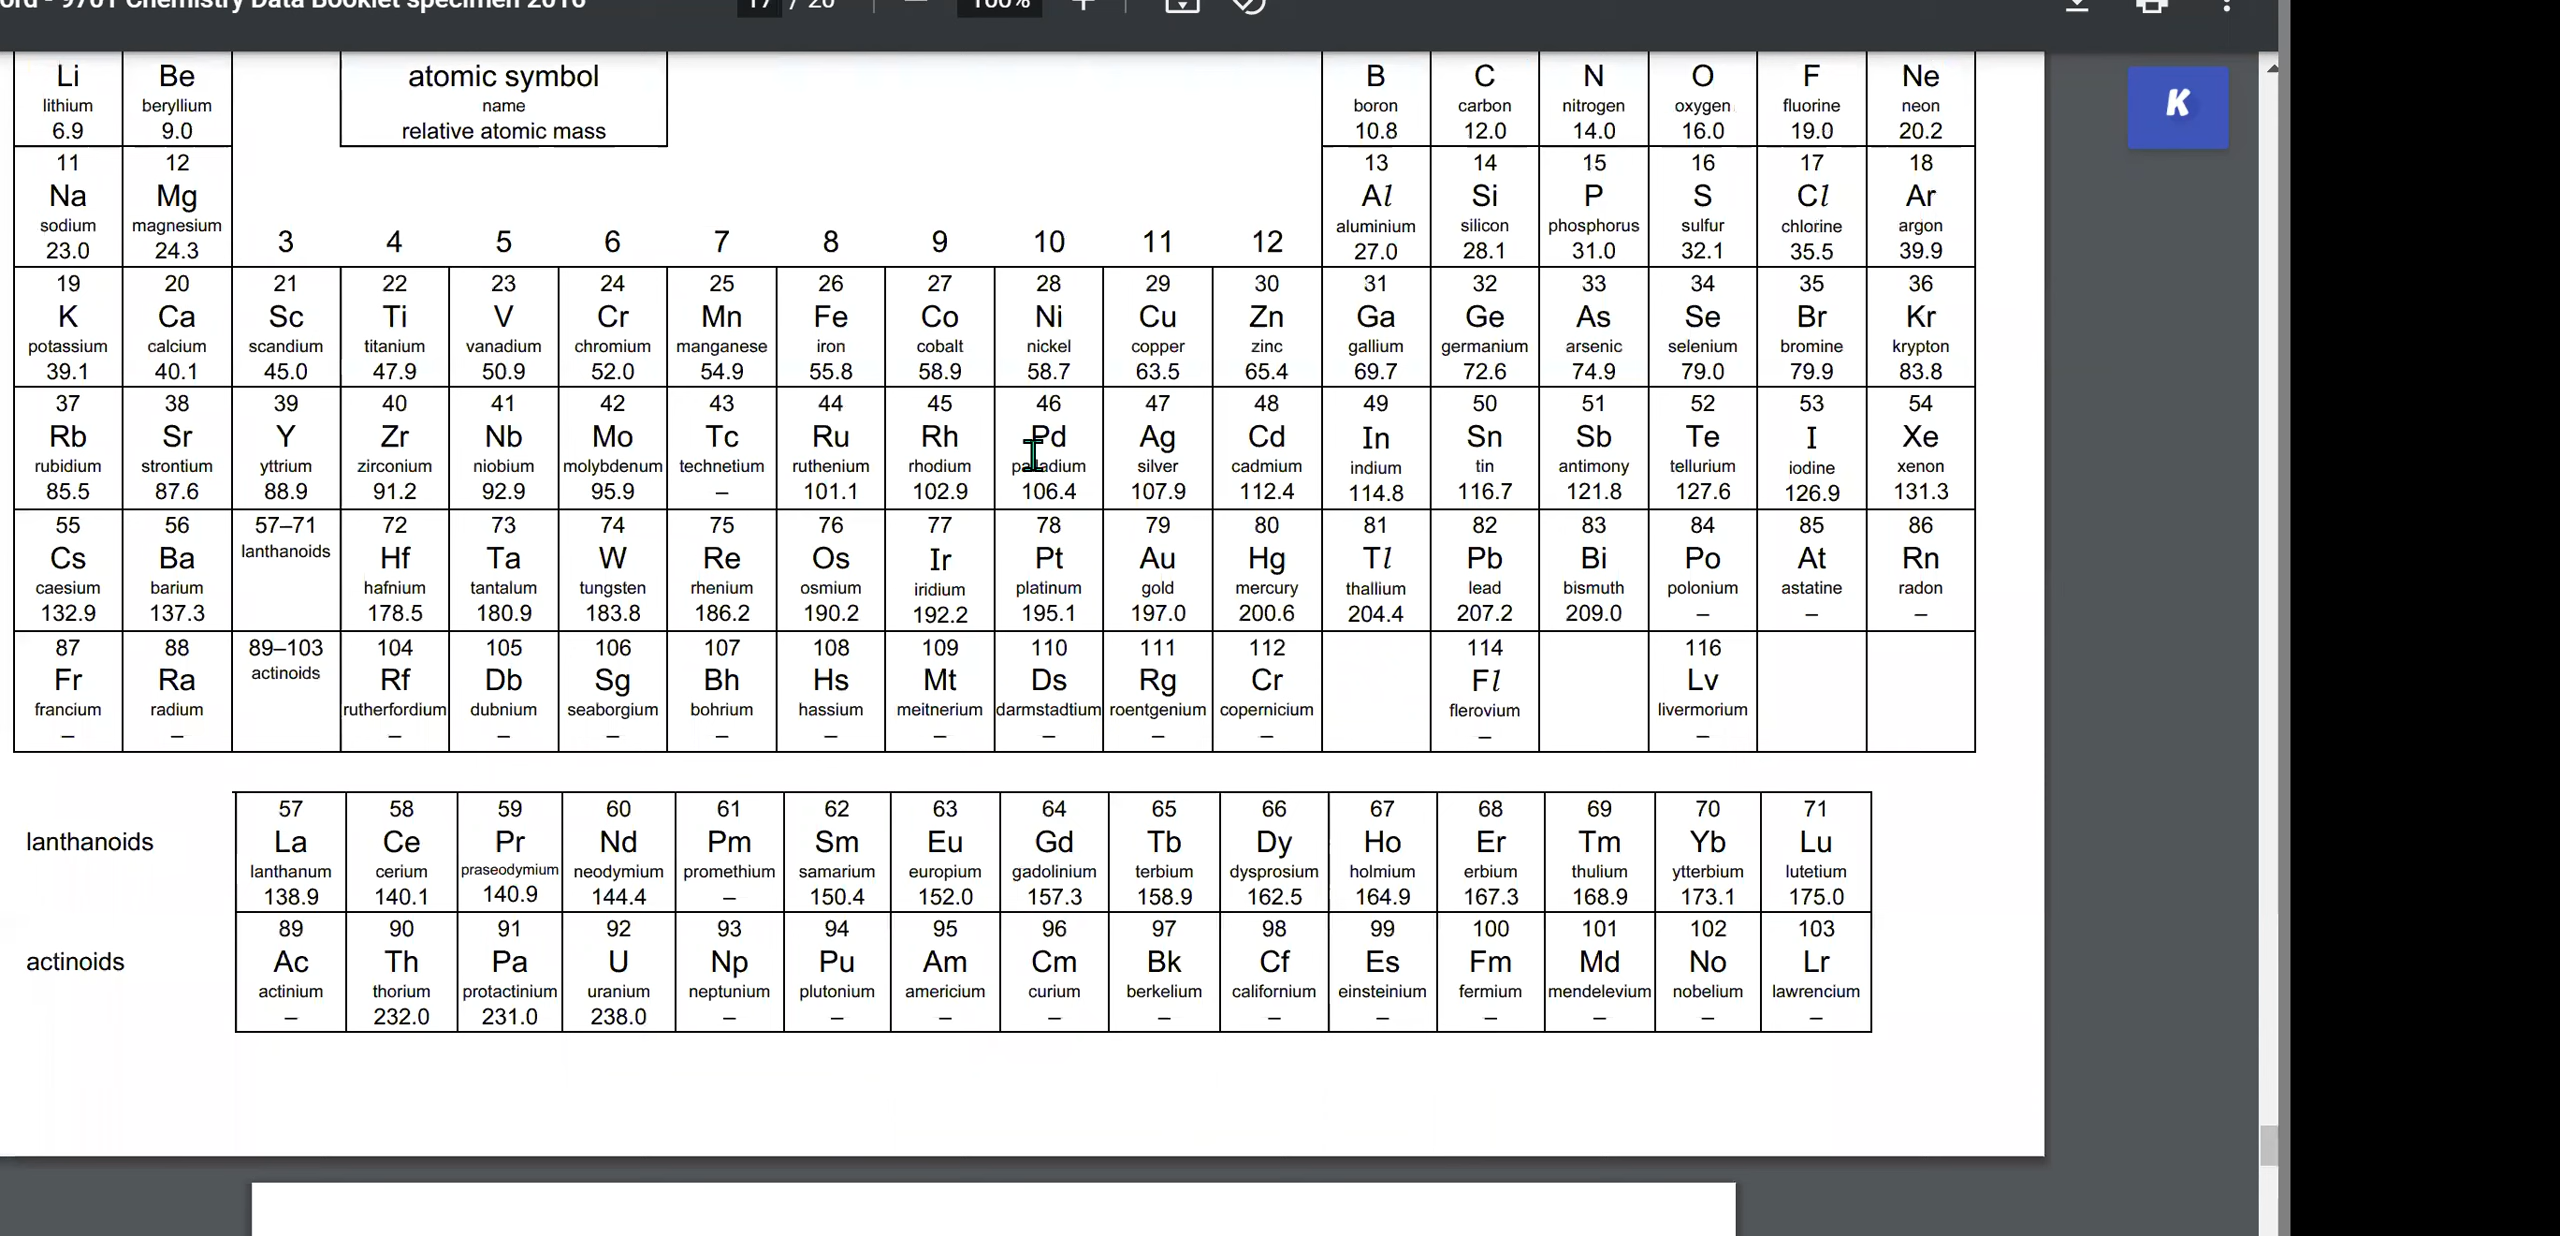 ord - 9701 Chemistry Data Booklet specimen 2016 17 / 20 100%
K
Li Be atomic symbol B C N O F Ne
lithium beryllium name boron carbon nitrogen oxygen fluorine neon
6.9 9.0 relative atomic mass 10.8 12.0 14.0 16.0 19.0 20.2
11 12 13 14 15 16 17 18
Na Mg Al Si P S Cl Ar
sodium magnesium aluminium silicon phosphorus sulfur chlorine argon
23.0 24.3 3 4 5 6 7 8 9 10 11 12 27.0 28.1 31.0 32.1 35.5 39.9
19 20 21 22 23 24 25 26 27 28 29 30 31 32 33 34 35 36
K Ca Sc Ti V Cr Mn Fe Co Ni Cu Zn Ga Ge As Se Br Kr
potassium calcium scandium titanium vanadium chromium manganese iron cobalt nickel copper zinc gallium germanium arsenic selenium bromine krypton
39.1 40.1 45.0 47.9 50.9 52.0 54.9 55.8 58.9 58.7 63.5 65.4 69.7 72.6 74.9 79.0 79.9 83.8
37 38 39 40 41 42 43 44 45 46 47 48 49 50 51 52 53 54
Rb Sr Y Zr Nb Mo Tc Ru Rh Pd Ag Cd In Sn Sb Te I Xe
rubidium strontium yttrium zirconium niobium molybdenum technetium ruthenium rhodium palladium silver cadmium indium tin antimony tellurium iodine xenon
85.5 87.6 88.9 91.2 92.9 95.9 – 101.1 102.9 106.4 107.9 112.4 114.8 116.7 121.8 127.6 126.9 131.3
55 56 57–71 72 73 74 75 76 77 78 79 80 81 82 83 84 85 86
Cs Ba lanthanoids Hf Ta W Re Os Ir Pt Au Hg Tl Pb Bi Po At Rn
caesium barium hafnium tantalum tungsten rhenium osmium iridium platinum gold mercury thallium lead bismuth polonium astatine radon
132.9 137.3 178.5 180.9 183.8 186.2 190.2 192.2 195.1 197.0 200.6 204.4 207.2 209.0 – – –
87 88 89–103 104 105 106 107 108 109 110 111 112 114 116
Fr Ra actinoids Rf Db Sg Bh Hs Mt Ds Rg Cr Fl Lv
francium radium rutherfordium dubnium seaborgium bohrium hassium meitnerium darmstadtium roentgenium copernicium flerovium livermorium
– – – – – – – – – – – – –
57 58 59 60 61 62 63 64 65 66 67 68 69 70 71
lanthanoids La Ce Pr Nd Pm Sm Eu Gd Tb Dy Ho Er Tm Yb Lu
lanthanum cerium praseodymium neodymium promethium samarium europium gadolinium terbium dysprosium holmium erbium thulium ytterbium lutetium
138.9 140.1 140.9 144.4 – 150.4 152.0 157.3 158.9 162.5 164.9 167.3 168.9 173.1 175.0
89 90 91 92 93 94 95 96 97 98 99 100 101 102 103
actinoids Ac Th Pa U Np Pu Am Cm Bk Cf Es Fm Md No Lr
actinium thorium protactinium uranium neptunium plutonium americium curium berkelium californium einsteinium fermium mendelevium nobelium lawrencium
– 232.0 231.0 238.0 – – – – – – – – – – –